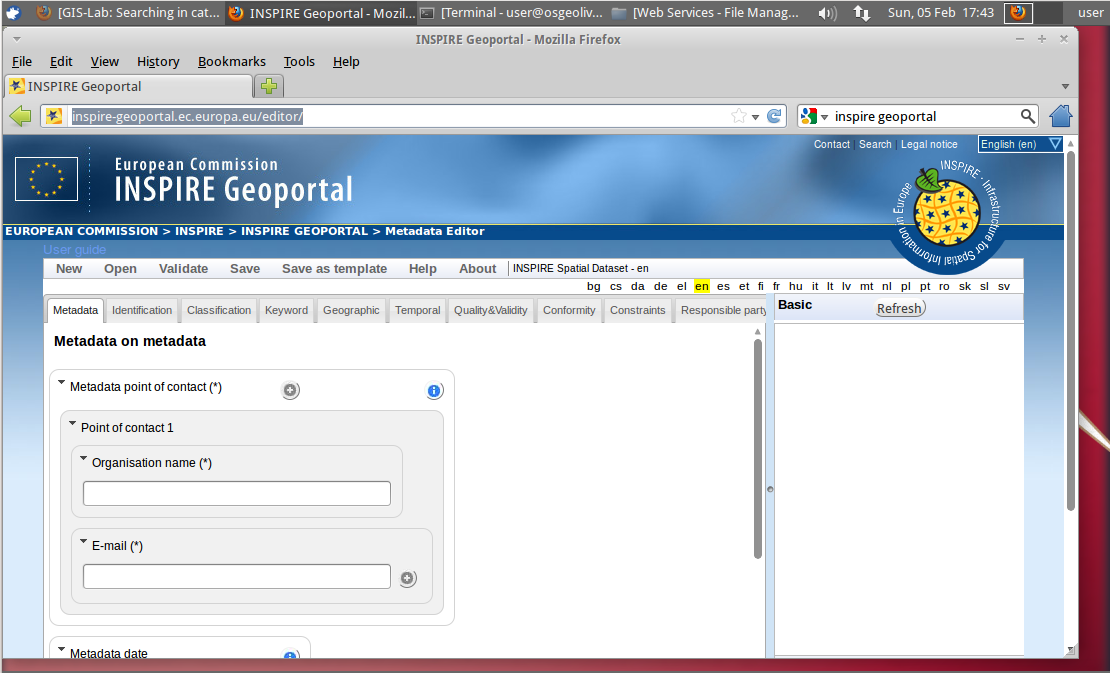 [GIS-Lab: Searching in cat... INSPIRE Geoportal - Mozil... [Terminal - user@osgeoliv... [Web Services - File Manag... Sun, 05 Feb 17:43 user
INSPIRE Geoportal - Mozilla Firefox
File Edit View History Bookmarks Tools Help
INSPIRE Geoportal
inspire-geoportal.ec.europa.eu/editor/ inspire geoportal
Contact Search Legal notice English (en)
European Commission
INSPIRE Geoportal
INSPIRE - Infrastructure for Spatial Information in Europe
EUROPEAN COMMISSION > INSPIRE > INSPIRE GEOPORTAL > Metadata Editor
User guide
New Open Validate Save Save as template Help About INSPIRE Spatial Dataset - en
bg cs da de el en es et fi fr hu it lt lv mt nl pl pt ro sk sl sv
Metadata Identification Classification Keyword Geographic Temporal Quality&Validity Conformity Constraints Responsible party
Basic Refresh
Metadata on metadata
Metadata point of contact (*)
Point of contact 1
Organisation name (*)
E-mail (*)
Metadata date